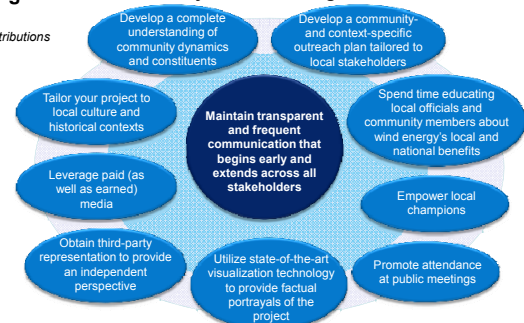 Develop a complete
understanding of
community dynamics
and constituents
Develop a community-
and context-specific
outreach plan tailored to
local stakeholders
Tailor your project to
local culture and
historical contexts
Maintain transparent
and frequent
communication that
begins early and
extends across all
stakeholders
Spend time educating
local officials and
community members about
wind energy's local and
national benefits
Leverage paid (as
well as earned)
media
Empower local
champions
Obtain third-party
representation to provide
an independent
perspective
Utilize state-of-the-art
visualization technology
to provide factual
portrayals of the
project
Promote attendance
at public meetings